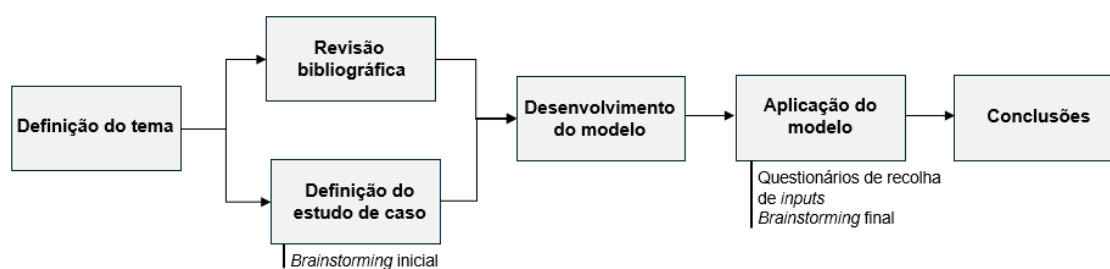 Definição do tema
Revisão
bibliográfica
Definição do
estudo de caso
Brainstorming inicial
Desenvolvimento
do modelo
Aplicação do
modelo
Questionários de recolha
de inputs
Brainstorming final
Conclusões